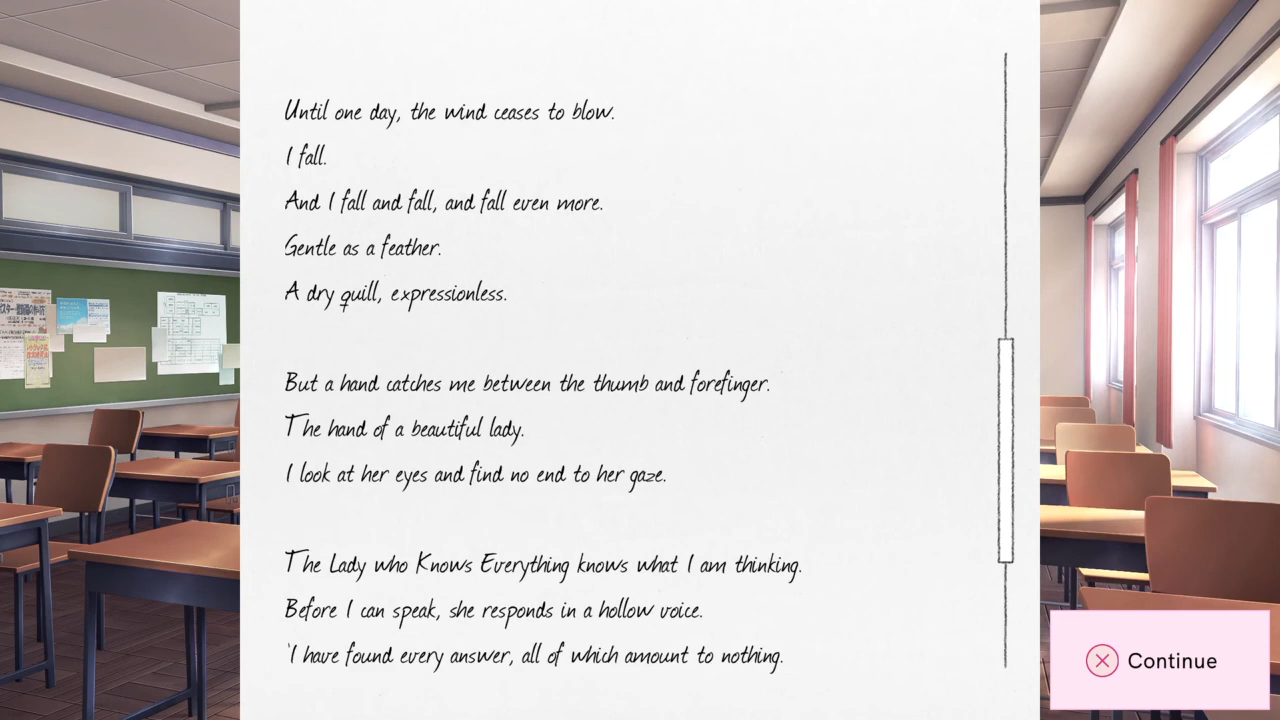 Until one day, the wind ceases to blow.
I fall.
And I fall and fall, and fall even more.
Gentle as a feather.
A dry quill, expressionless.
But a hand catches me between the thumb and forefinger.
The hand of a beautiful lady.
I look at her eyes and find no end to her gaze.
The Lady who Knows Everything knows what I am thinking.
Before I can speak, she responds in a hollow voice.
'I have found every answer, all of which amount to nothing.
Continue